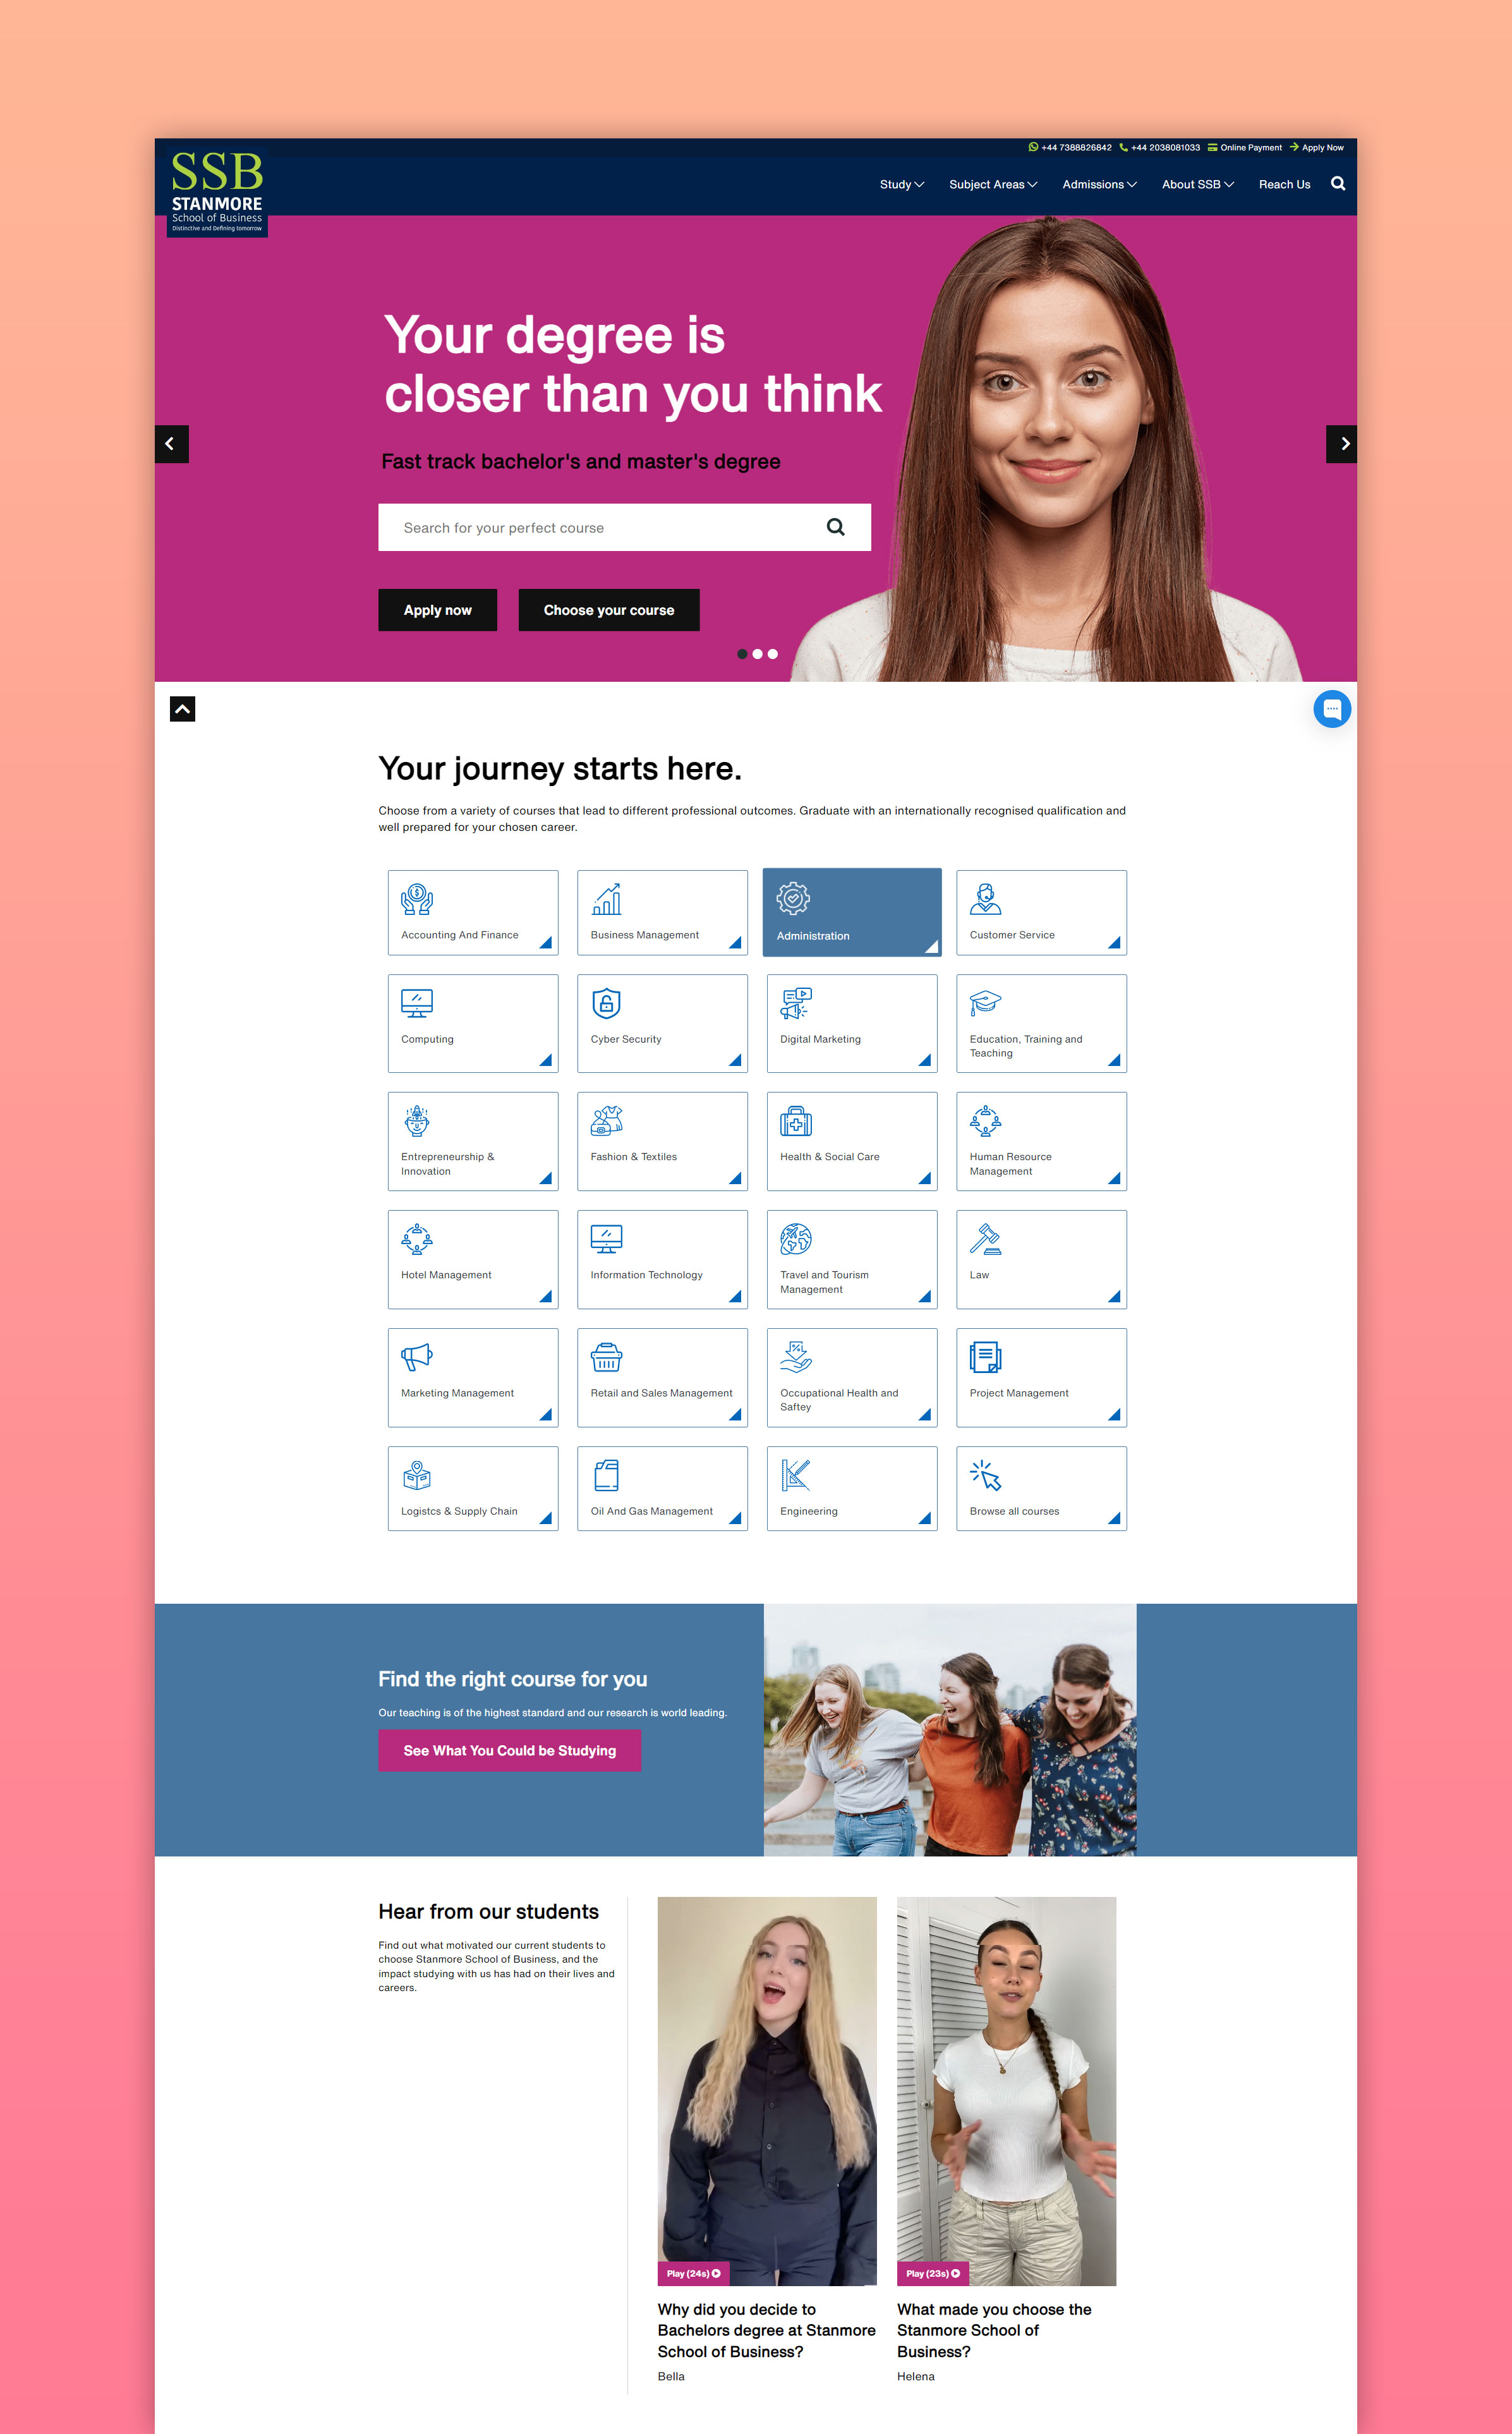 +44 7388826842 +44 2038081033 Online Payment Apply Now
SSB
STANMORE
School of Business
Distinctive and Defining tomorrow
Study Subject Areas Admissions About SSB Reach Us
Your degree is
closer than you think
Fast track bachelor's and master's degree
Search for your perfect course
Apply now Choose your course
Your journey starts here.
Choose from a variety of courses that lead to different professional outcomes. Graduate with an internationally recognised qualification and
well prepared for your chosen career.
Accounting And Finance
Business Management
Administration
Customer Service
Computing
Cyber Security
Digital Marketing
Education, Training and
Teaching
Entrepreneurship &
Innovation
Fashion & Textiles
Health & Social Care
Human Resource
Management
Hotel Management
Information Technology
Travel and Tourism
Management
Law
Marketing Management
Retail and Sales Management
Occupational Health and
Saftey
Project Management
Logistcs & Supply Chain
Oil And Gas Management
Engineering
Browse all courses
Find the right course for you
Our teaching is of the highest standard and our research is world leading.
See What You Could be Studying
Hear from our students
Find out what motivated our current students to
choose Stanmore School of Business, and the
impact studying with us has had on their lives and
careers.
Play (24s)
Why did you decide to
Bachelors degree at Stanmore
School of Business?
Bella
Play (23s)
What made you choose the
Stanmore School of
Business?
Helena